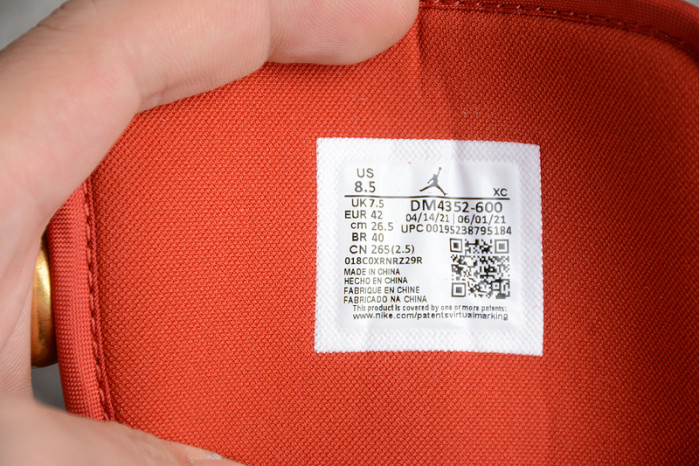 US
8.5
XC
UK 7.5 DM4352-600
EUR 42 04/14/21 06/01/21
cm 26.5 UPC 00195238795184
BR 40
CN 265(2.5)
018C0XRNRZ29R
MADE IN CHINA
HECHO EN CHINA
FABRIQUE EN CHINE
FABRICADO NA CHINA
This product is covered by one or more patents:
www.nike.com/patentsvirtualmarking